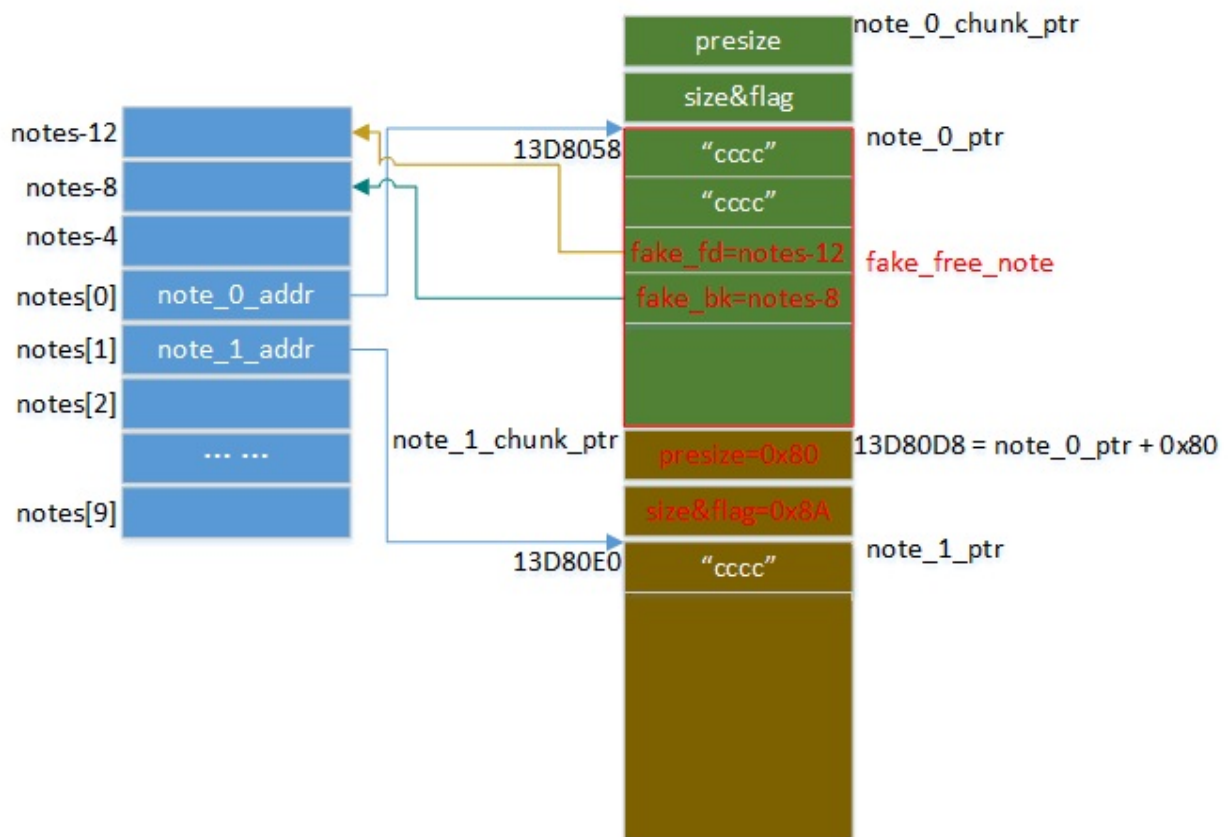 presize
note_0_chunk_ptr
size&flag
notes-12
13D8058
“cccc”
note_0_ptr
notes-8
“cccc”
notes-4
fake_fd=notes-12
fake_free_note
notes[0]
note_0_addr
fake_bk=notes-8
notes[1]
note_1_addr
notes[2]
note_1_chunk_ptr
presize=0x80
13D80D8 = note_0_ptr + 0x80
... ...
notes[9]
size&flag=0x8A
13D80E0
“cccc”
note_1_ptr